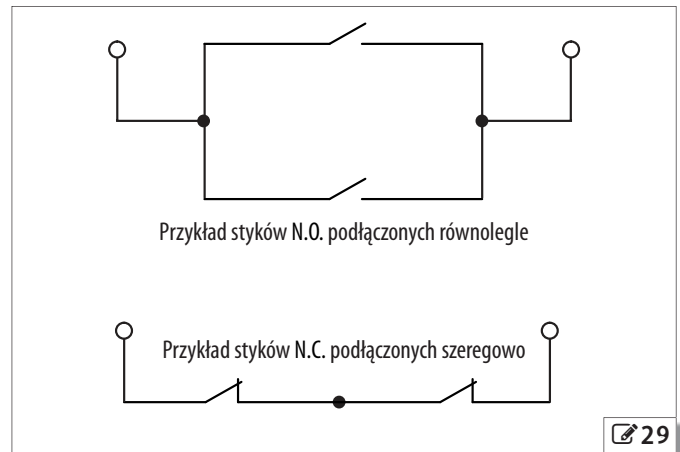 Przykład styków N.O. podłączonych równolegle
Przykład styków N.C. podłączonych szeregowo
29